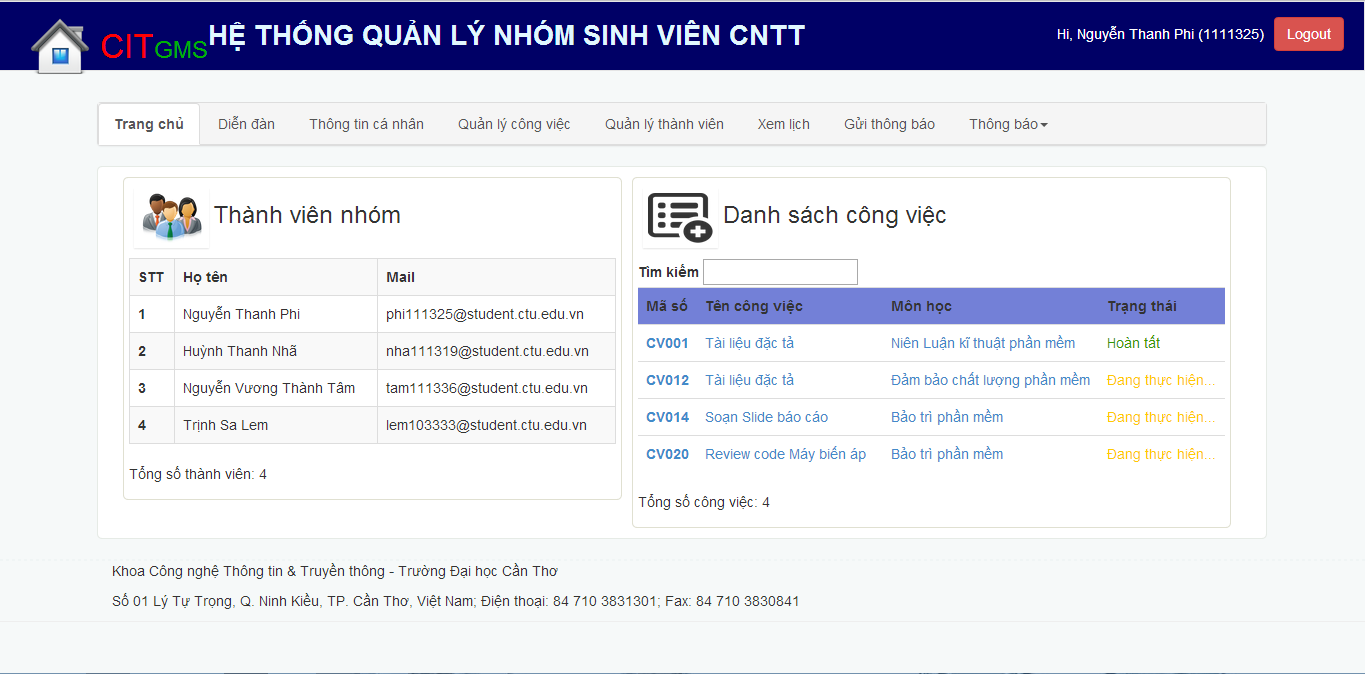 CITGMS HỆ THỐNG QUẢN LÝ NHÓM SINH VIÊN CNTT Hi, Nguyễn Thanh Phi (1111325) Logout
Trang chủ Diễn đàn Thông tin cá nhân Quản lý công việc Quản lý thành viên Xem lịch Gửi thông báo Thông báo
Thành viên nhóm
STT Họ tên Mail
1 Nguyễn Thanh Phi phi111325@student.ctu.edu.vn
2 Huỳnh Thanh Nhã nha111319@student.ctu.edu.vn
3 Nguyễn Vương Thành Tâm tam111336@student.ctu.edu.vn
4 Trịnh Sa Lem lem103333@student.ctu.edu.vn
Tổng số thành viên: 4
Danh sách công việc
Tìm kiếm
Mã số Tên công việc Môn học Trạng thái
CV001 Tài liệu đặc tả Niên Luận kĩ thuật phần mềm Hoàn tất
CV012 Tài liệu đặc tả Đảm bảo chất lượng phần mềm Đang thực hiện...
CV014 Soạn Slide báo cáo Bảo trì phần mềm Đang thực hiện...
CV020 Review code Máy biến áp Bảo trì phần mềm Đang thực hiện...
Tổng số công việc: 4
Khoa Công nghệ Thông tin & Truyền thông - Trường Đại học Cần Thơ
Số 01 Lý Tự Trọng, Q. Ninh Kiều, TP. Cần Thơ, Việt Nam; Điện thoại: 84 710 3831301; Fax: 84 710 3830841